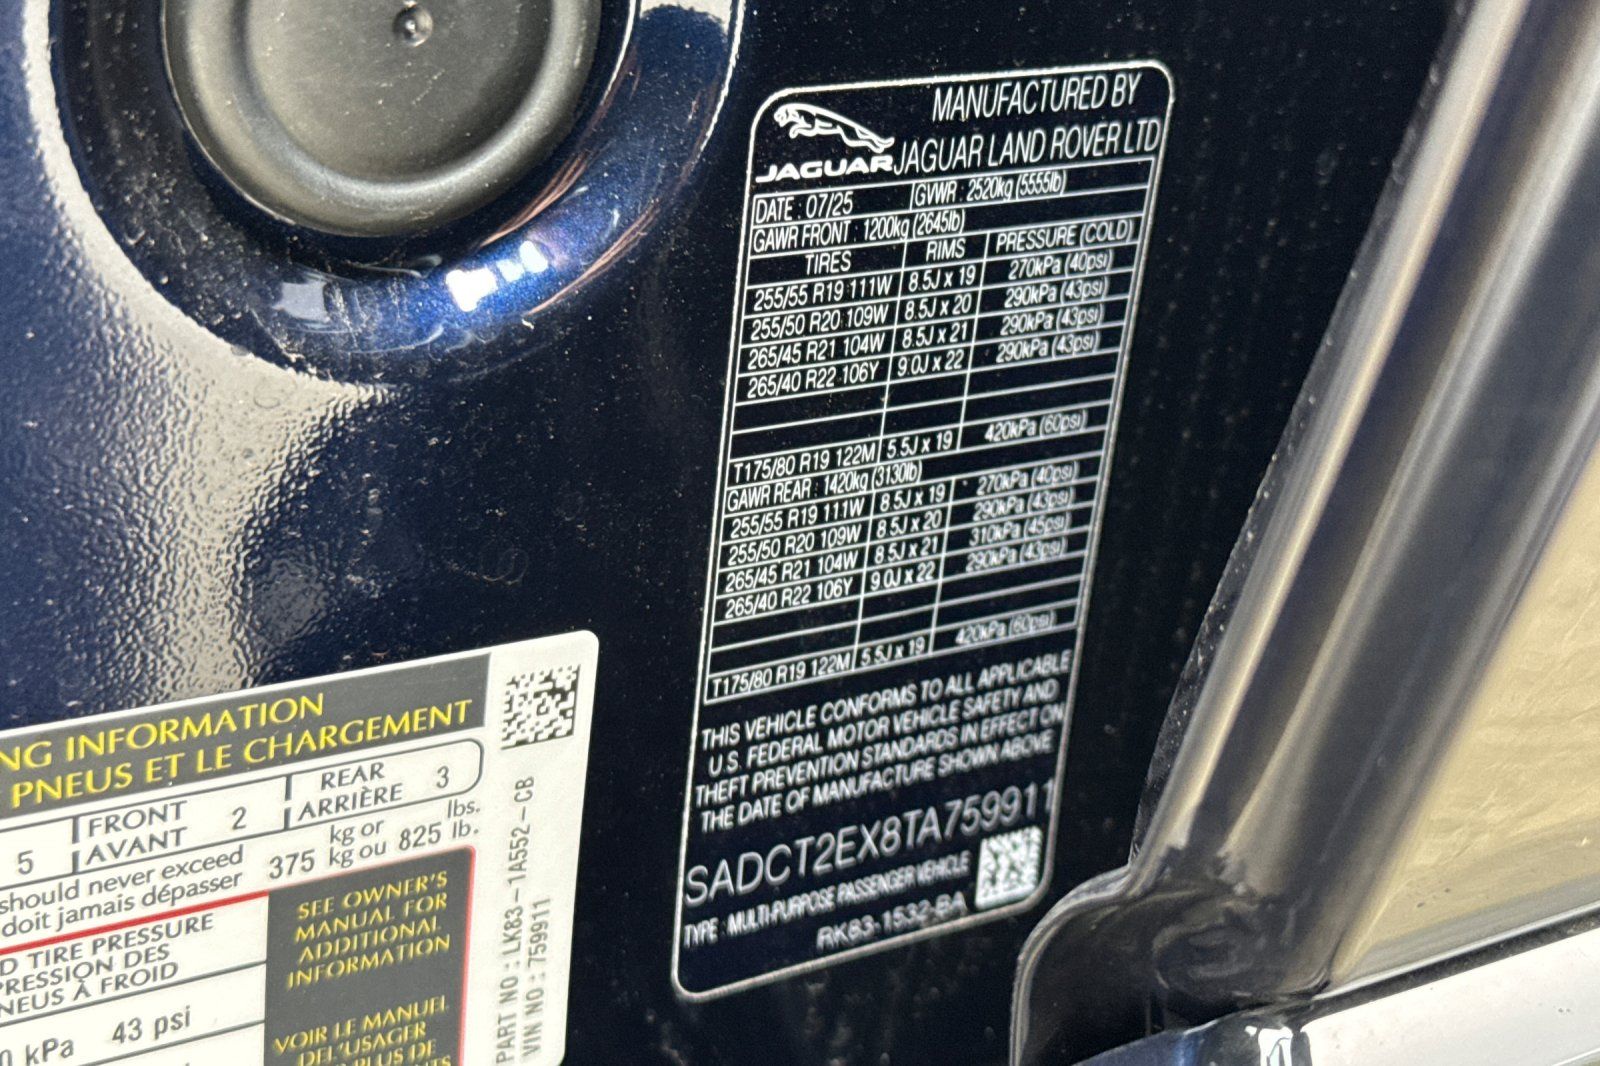 MANUFACTURED BY
JAGUAR JAGUAR LAND ROVER LTD
DATE : 07/25 GVWR : 2520kg (5555lb)
GAWR FRONT : 1200kg (2645lb)
TIRES RIMS PRESSURE (COLD)
255/55 R19 111W 8.5J x 19 270kPa (40psi)
255/50 R20 109W 8.5J x 20 290kPa (43psi)
265/45 R21 104W 8.5J x 21 290kPa (43psi)
265/40 R22 106Y 9.0J x 22 290kPa (43psi)
T175/80 R19 122M 5.5J x 19 420kPa (60psi)
GAWR REAR : 1420kg (3130lb)
255/55 R19 111W 8.5J x 19 270kPa (40psi)
255/50 R20 109W 8.5J x 20 290kPa (43psi)
265/45 R21 104W 8.5J x 21 310kPa (45psi)
265/40 R22 106Y 9.0J x 22 290kPa (43psi)
T175/80 R19 122M 5.5J x 19 420kPa (60psi)
THIS VEHICLE CONFORMS TO ALL APPLICABLE
U.S. FEDERAL MOTOR VEHICLE SAFETY AND
THEFT PREVENTION STANDARDS IN EFFECT ON
THE DATE OF MANUFACTURE SHOWN ABOVE
SADCT2EX8TA759911
TYPE : MULTI-PURPOSE PASSENGER VEHICLE
RK83-1532-BA
NG INFORMATION
PNEUS ET LE CHARGEMENT
5 FRONT AVANT 2 REAR ARRIÈRE 3
should never exceed 375 kg or 825 lbs.
doit jamais dépasser kg ou lb.
D TIRE PRESSURE
PRESSION DES
NEUS À FROID
kPa 43 psi
SEE OWNER'S
MANUAL FOR
ADDITIONAL
INFORMATION
VOIR LE MANUEL
DE L'USAGER
PLUS DE
PART NO : LK83-1A552-CB
VIN NO : 759911